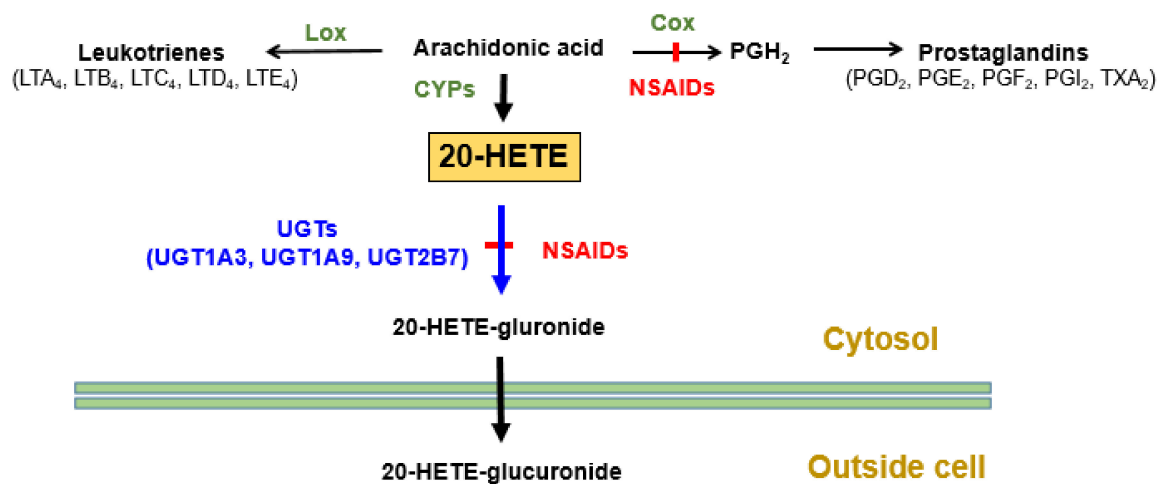 Lox
Cox
Leukotrienes
Arachidonic acid
PGH₂
Prostaglandins
(LTA₄, LTB₄, LTC₄, LTD₄, LTE₄)
CYPs
NSAIDs
(PGD₂, PGE₂, PGF₂, PGI₂, TXA₂)
20-HETE
UGTs
(UGT1A3, UGT1A9, UGT2B7)
NSAIDs
20-HETE-gluronide
Cytosol
20-HETE-glucuronide
Outside cell